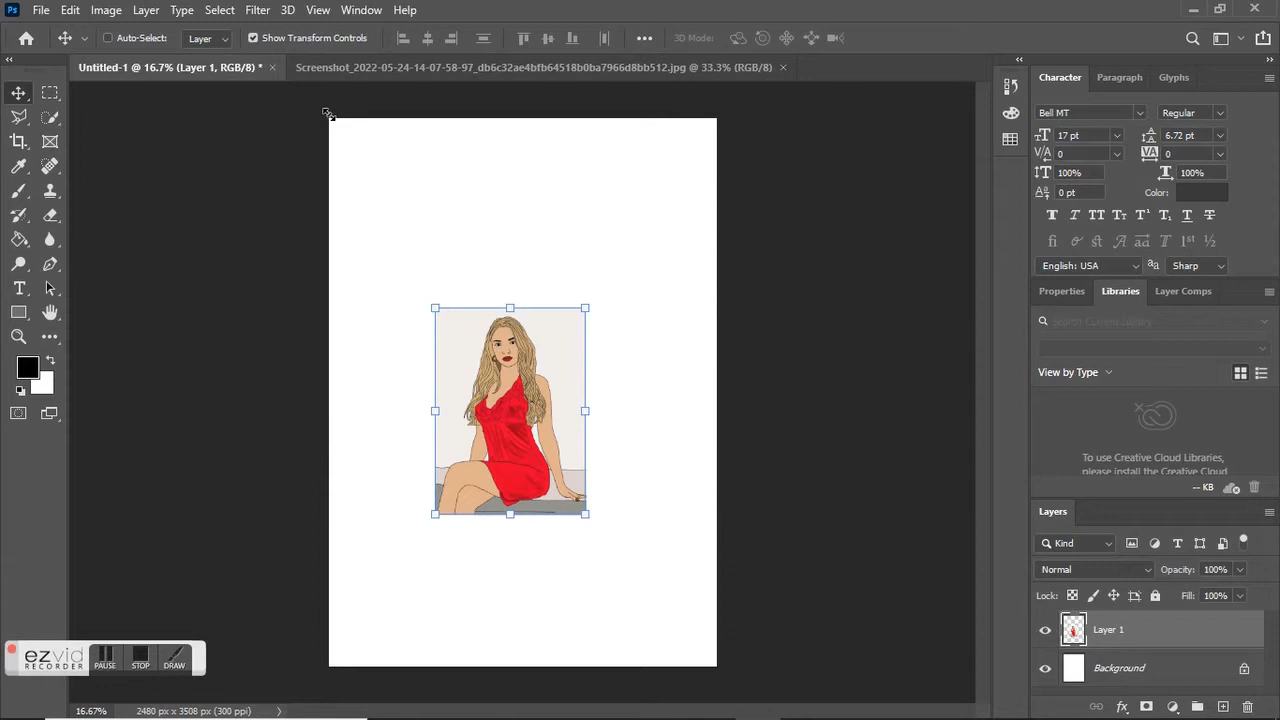 Ps File Edit Image Layer Type Select Filter 3D View Window Help
Auto-Select: Layer Show Transform Controls 3D Mode:
Untitled-1 @ 16.7% (Layer 1, RGB/8) * Screenshot_2022-05-24-14-07-58-97_db6c32ae4bfb64518b0ba7966d8bb512.jpg @ 33.3% (RGB/8)
Character Paragraph Glyphs
Bell MT Regular
17 pt 6.72 pt
0 0
100% 100%
0 pt Color:
English: USA Sharp
Properties Libraries Layer Comps
Search Current Library
View by Type
To use Creative Cloud Libraries,
please install the Creative Cloud
-- KB
Layers
Kind
Normal Opacity: 100%
Lock: Fill: 100%
Layer 1
Background
ezvid
RECORDER
PAUSE STOP DRAW
16.67% 2480 px x 3508 px (300 ppi)